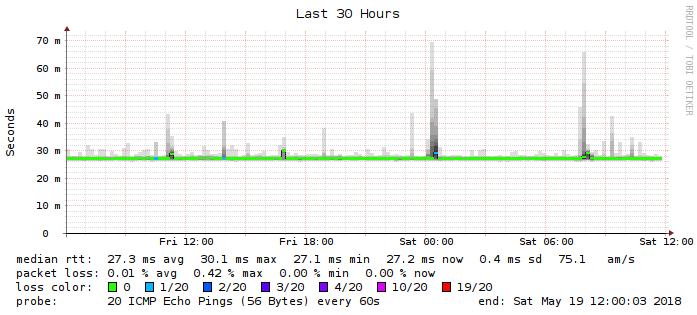 Last 30 Hours
RRDTOOL / TOBI OETIKER
Seconds
70 m
60 m
50 m
40 m
30 m
20 m
10 m
0
Fri 12:00 Fri 18:00 Sat 00:00 Sat 06:00 Sat 12:00
median rtt: 27.3 ms avg 30.1 ms max 27.1 ms min 27.2 ms now 0.4 ms sd 75.1 am/s
packet loss: 0.01 % avg 0.42 % max 0.00 % min 0.00 % now
loss color: 0 1/20 2/20 3/20 4/20 10/20 19/20
probe: 20 ICMP Echo Pings (56 Bytes) every 60s end: Sat May 19 12:00:03 2018